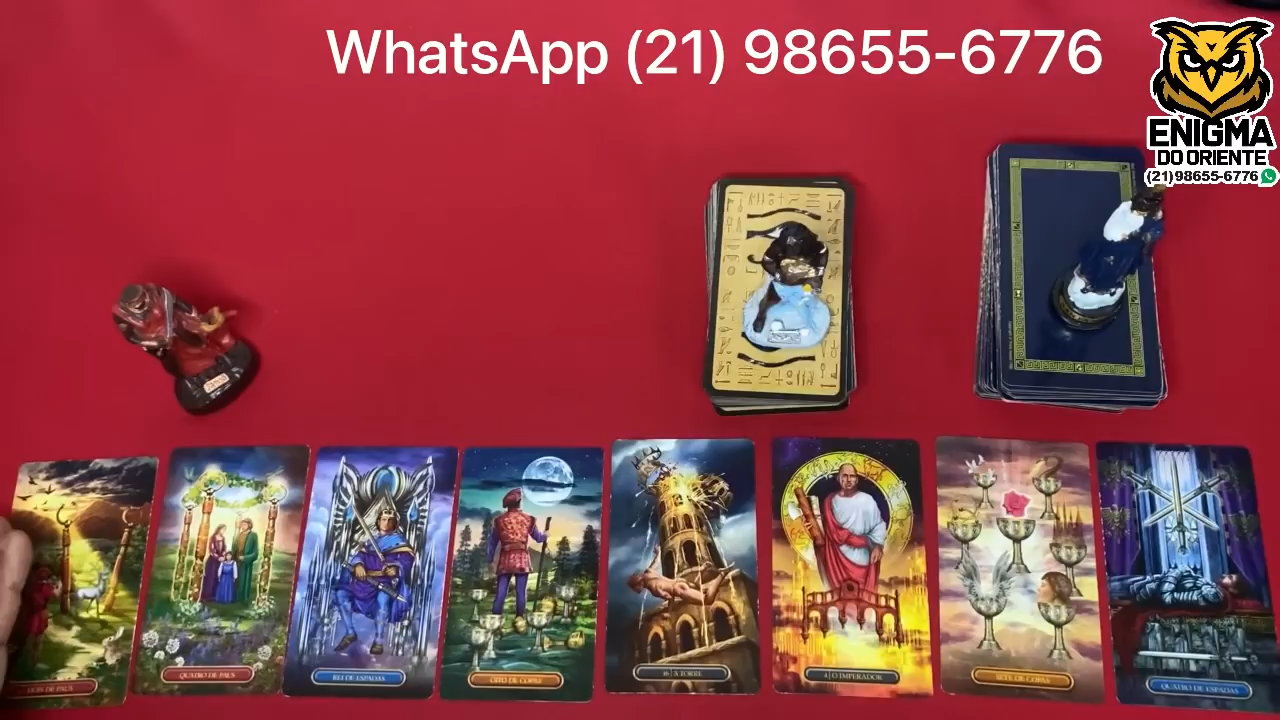 WhatsApp (21) 98655-6776
ENIGMA
DO ORIENTE
(21)98655-6776
DOIS DE PAUS
QUATRO DE PAUS
REI DE ESPADAS
OITO DE COPAS
16 | A TORRE
4 | O IMPERADOR
SETE DE COPAS
QUATRO DE ESPADAS